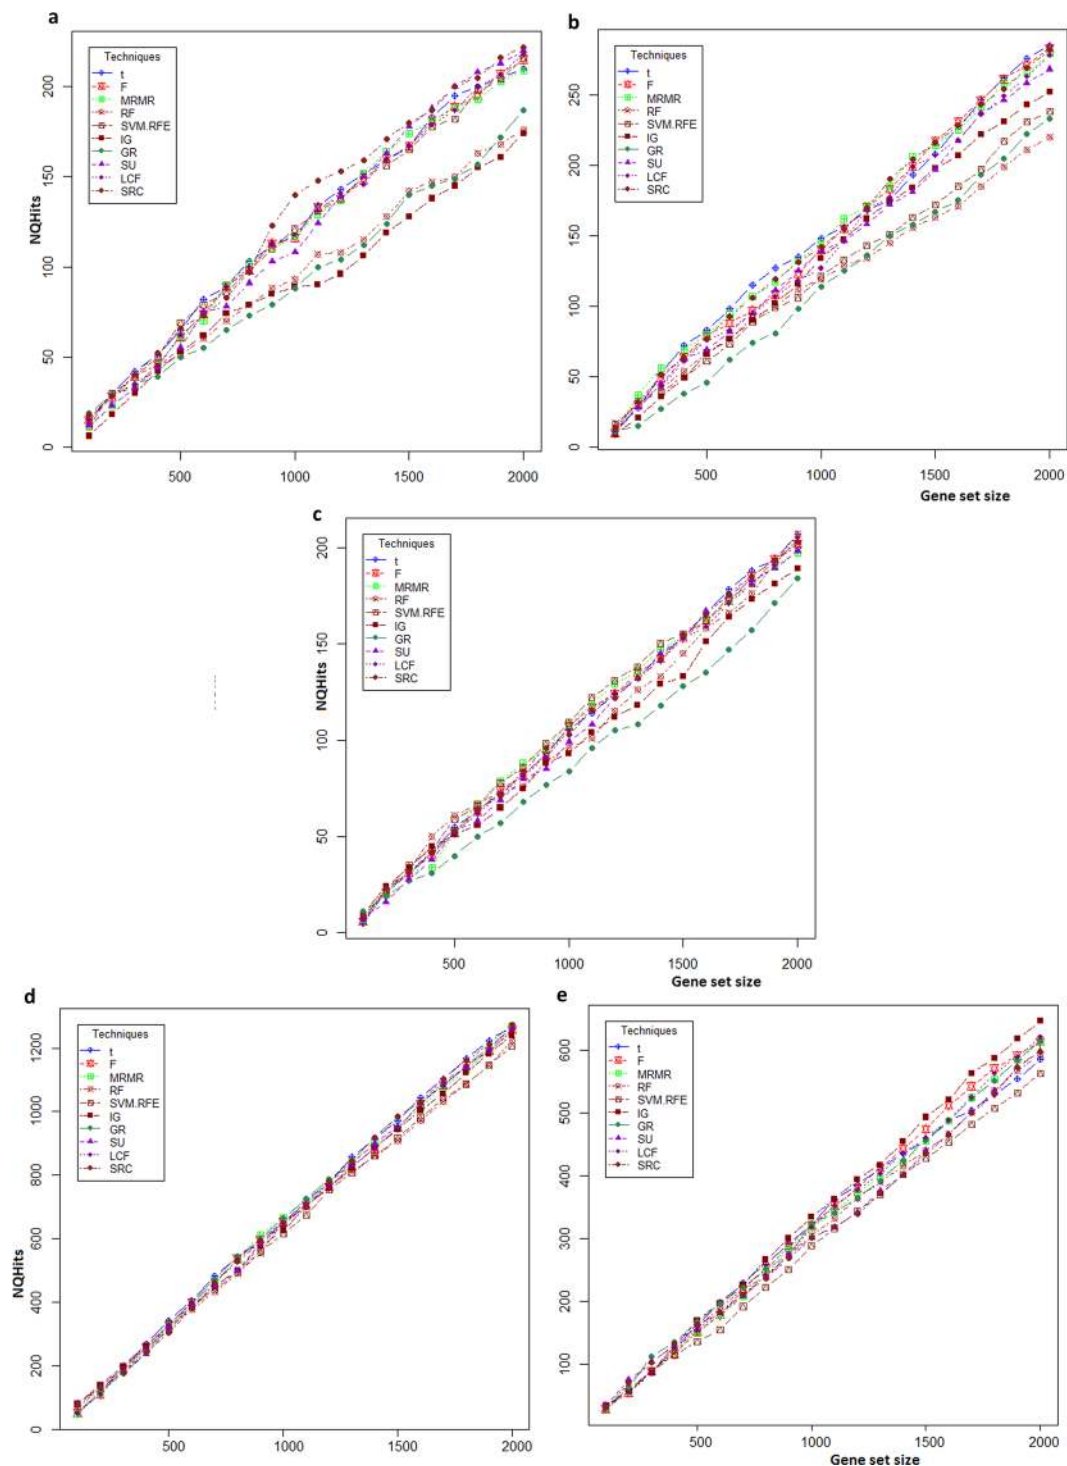 a
Techniques
t
F
MRMR
RF
SVM.RFE
IG
GR
SU
LCF
SRC
NQHits
0
50
100
150
200
500
1000
1500
2000
b
Techniques
t
F
MRMR
RF
SVM.RFE
IG
GR
SU
LCF
SRC
0
50
100
150
200
250
500
1000
1500
2000
Gene set size
c
Techniques
t
F
MRMR
RF
SVM.RFE
IG
GR
SU
LCF
SRC
NQHits
0
50
100
150
200
500
1000
1500
2000
Gene set size
d
Techniques
t
F
MRMR
RF
SVM.RFE
IG
GR
SU
LCF
SRC
NQHits
0
200
400
600
800
1000
1200
500
1000
1500
2000
e
Techniques
t
F
MRMR
RF
SVM.RFE
IG
GR
SU
LCF
SRC
100
200
300
400
500
600
500
1000
1500
2000
Gene set size